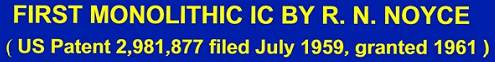 FIRST MONOLITHIC IC BY R. N. NOYCE
( US Patent 2,981,877 filed July 1959, granted 1961 )